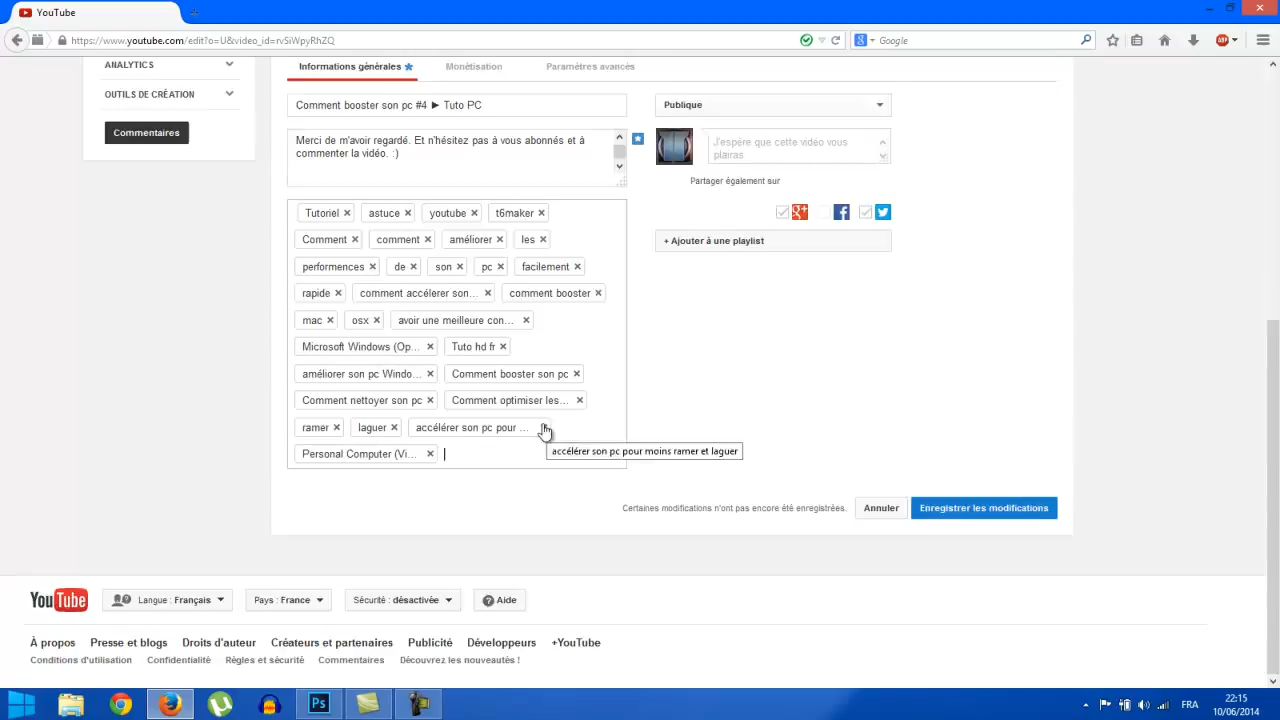 YouTube
https://www.youtube.com/edit?o=U&video_id=rvSiWpyRhZQ
Google
ANALYTICS
OUTILS DE CRÉATION
Commentaires
Informations générales
Monétisation
Paramètres avancés
Comment booster son pc #4 ► Tuto PC
Merci de m'avoir regardé. Et n'hésitez pas à vous abonnés et à
commenter la vidéo. :)
Publique
J'espère que cette vidéo vous
plairas
Partager également sur
+ Ajouter à une playlist
Tutoriel × astuce × youtube × t6maker ×
Comment × comment × améliorer × les ×
performences × de × son × pc × facilement ×
rapide × comment accélerer son... × comment booster ×
mac × osx × avoir une meilleure con... ×
Microsoft Windows (Op... × Tuto hd fr ×
améliorer son pc Windo... × Comment booster son pc ×
Comment nettoyer son pc × Comment optimiser les... ×
ramer × laguer × accélérer son pc pour ...
accélérer son pc pour moins ramer et laguer
Personal Computer (Vi... ×
Certaines modifications n'ont pas encore été enregistrées.
Annuler
Enregistrer les modifications
YouTube
Langue : Français
Pays : France
Sécurité : désactivée
Aide
À propos Presse et blogs Droits d'auteur Créateurs et partenaires Publicité Développeurs +YouTube
Conditions d'utilisation Confidentialité Règles et sécurité Commentaires Découvrez les nouveautés !
Ps
FRA
22:15
10/06/2014